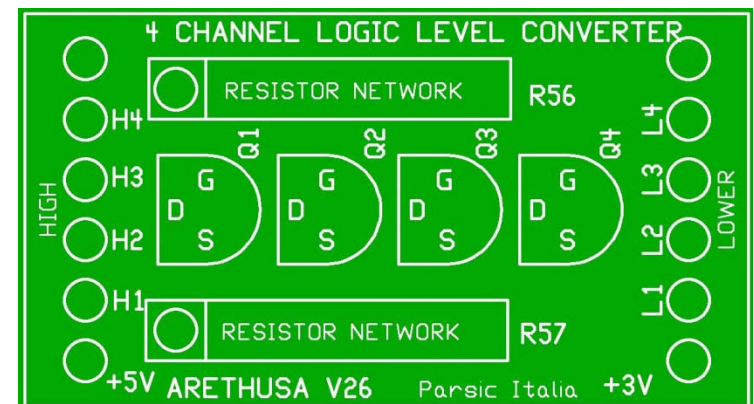 4 CHANNEL LOGIC LEVEL CONVERTER
RESISTOR NETWORK R56
H4 L4
Q1 Q2 Q3 Q4
H3 G G G G L3
HIGH D D D D LOWER
H2 S S S S L2
H1 L1
RESISTOR NETWORK R57
+5V ARETHUSA V26 Parsic Italia +3V